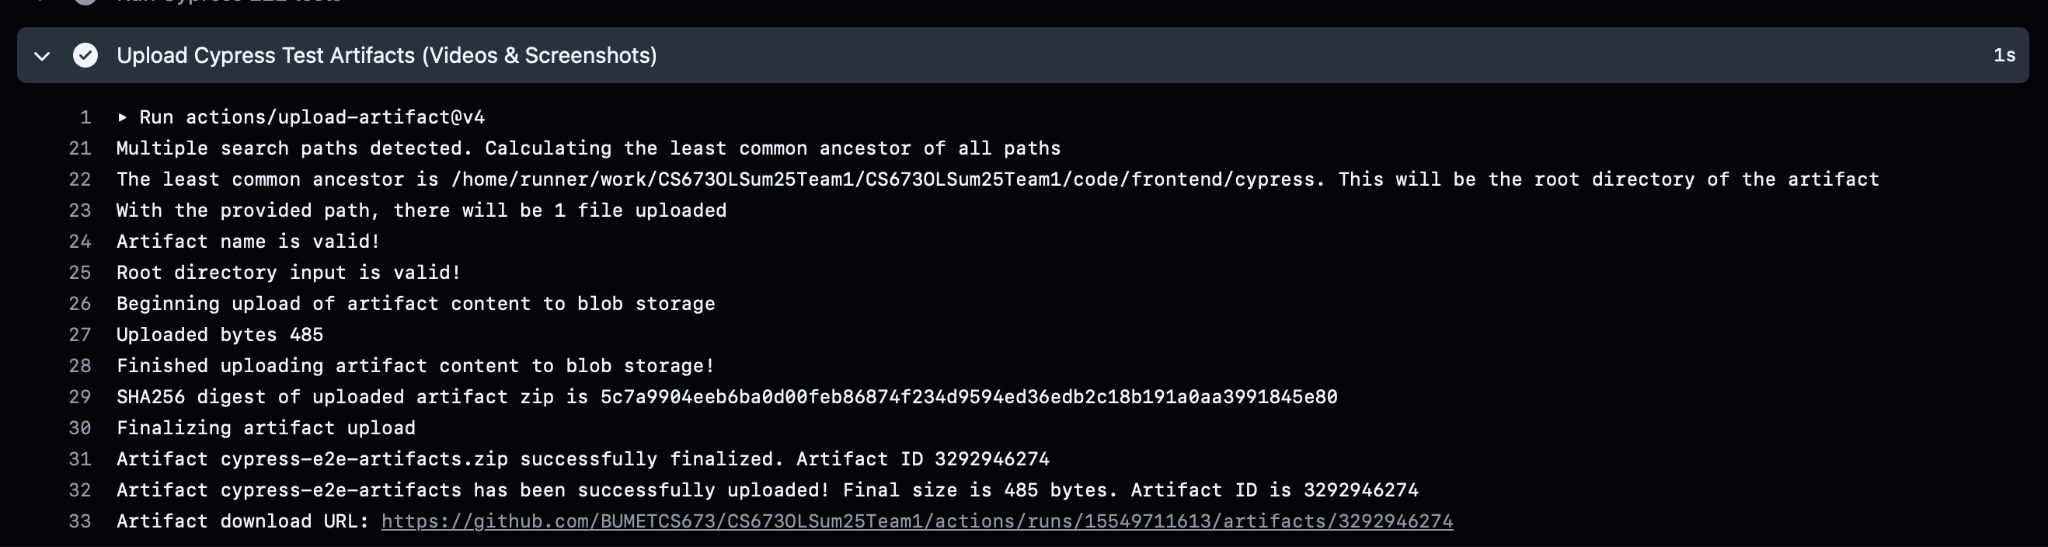 Upload Cypress Test Artifacts (Videos & Screenshots) 1s
1 ▸ Run actions/upload-artifact@v4
21 Multiple search paths detected. Calculating the least common ancestor of all paths
22 The least common ancestor is /home/runner/work/CS673OLSum25Team1/CS673OLSum25Team1/code/frontend/cypress. This will be the root directory of the artifact
23 With the provided path, there will be 1 file uploaded
24 Artifact name is valid!
25 Root directory input is valid!
26 Beginning upload of artifact content to blob storage
27 Uploaded bytes 485
28 Finished uploading artifact content to blob storage!
29 SHA256 digest of uploaded artifact zip is 5c7a9904eeb6ba0d00feb86874f234d9594ed36edb2c18b191a0aa3991845e80
30 Finalizing artifact upload
31 Artifact cypress-e2e-artifacts.zip successfully finalized. Artifact ID 3292946274
32 Artifact cypress-e2e-artifacts has been successfully uploaded! Final size is 485 bytes. Artifact ID is 3292946274
33 Artifact download URL: https://github.com/BUMETCS673/CS673OLSum25Team1/actions/runs/15549711613/artifacts/3292946274